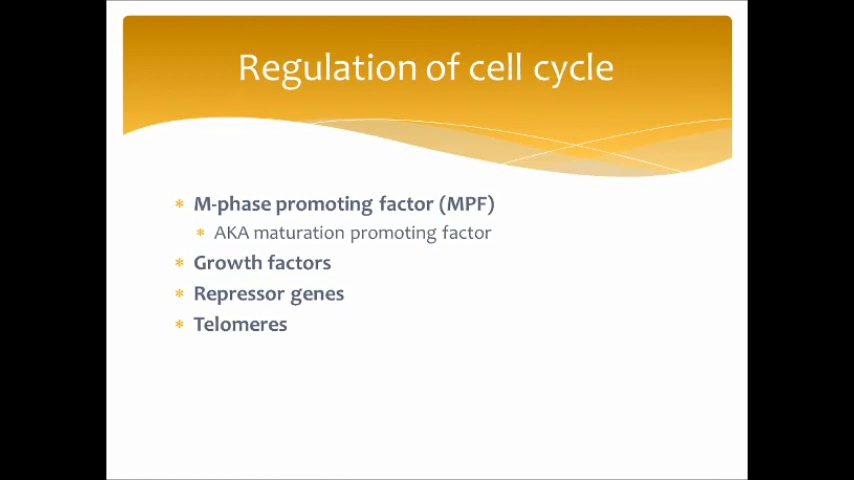 Regulation of cell cycle
M-phase promoting factor (MPF)
AKA maturation promoting factor
Growth factors
Repressor genes
Telomeres